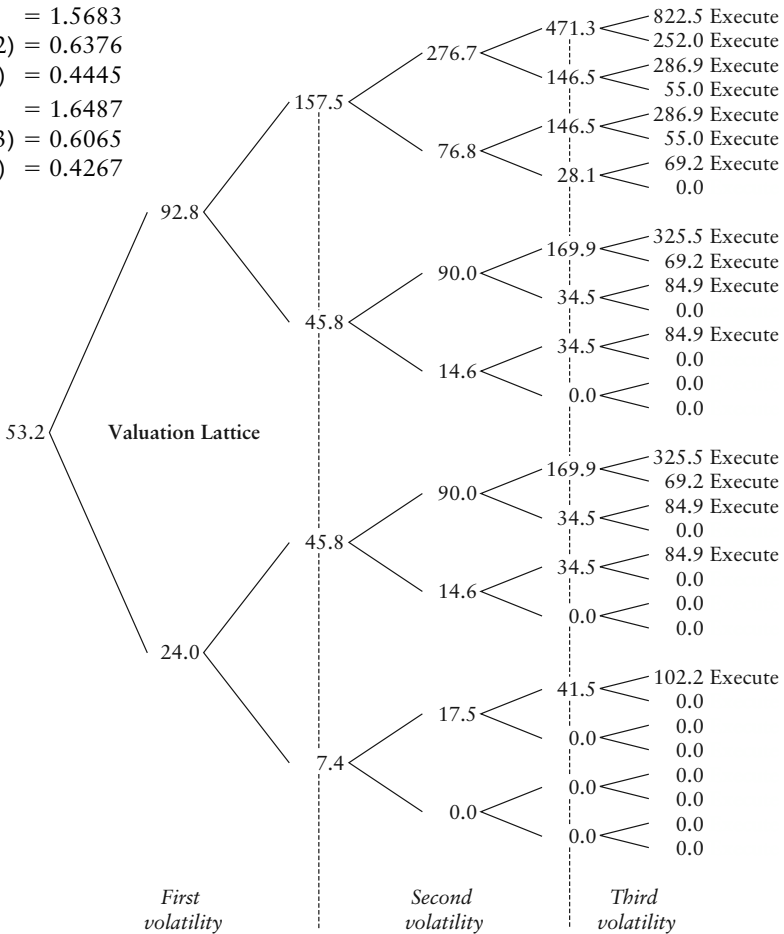 = 1.5683
2) = 0.6376
) = 0.4445
= 1.6487
3) = 0.6065
) = 0.4267
471.3
822.5 Execute
252.0 Execute
276.7
146.5
286.9 Execute
55.0 Execute
157.5
146.5
286.9 Execute
55.0 Execute
76.8
28.1
69.2 Execute
0.0
92.8
169.9
325.5 Execute
69.2 Execute
90.0
34.5
84.9 Execute
0.0
45.8
34.5
84.9 Execute
0.0
14.6
0.0
0.0
0.0
53.2
Valuation Lattice
169.9
325.5 Execute
69.2 Execute
90.0
34.5
84.9 Execute
0.0
45.8
34.5
84.9 Execute
0.0
14.6
0.0
0.0
0.0
24.0
41.5
102.2 Execute
0.0
17.5
0.0
0.0
0.0
7.4
0.0
0.0
0.0
0.0
0.0
0.0
0.0
First
volatility
Second
volatility
Third
volatility